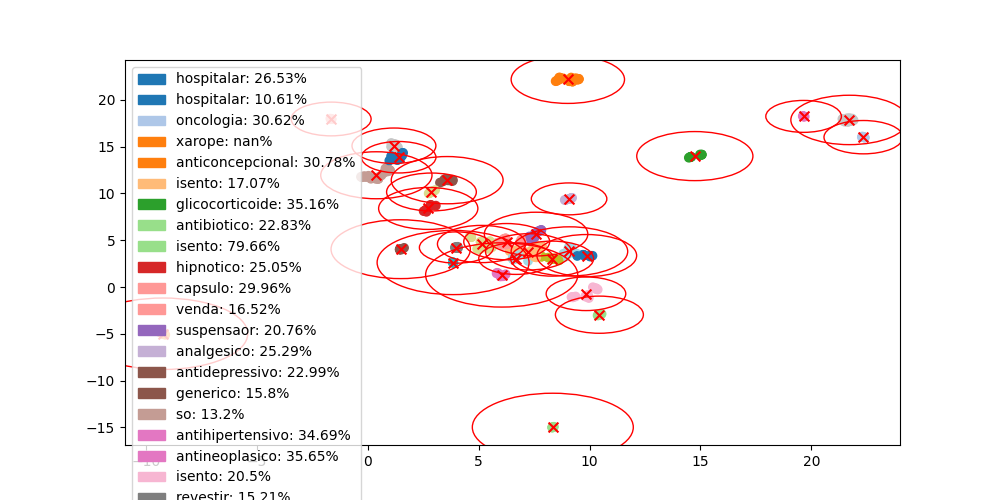 hospitalar: 26.53%
hospitalar: 10.61%
oncologia: 30.62%
xarope: nan%
anticoncepcional: 30.78%
isento: 17.07%
glicocorticoide: 35.16%
antibiotico: 22.83%
isento: 79.66%
hipnotico: 25.05%
capsulo: 29.96%
venda: 16.52%
suspensaor: 20.76%
analgesico: 25.29%
antidepressivo: 22.99%
generico: 15.8%
so: 13.2%
antihipertensivo: 34.69%
antineoplasico: 35.65%
isento: 20.5%
revestir: 15.21%
20
15
10
5
0
−5
−10
−15
−10 −5 0 5 10 15 20